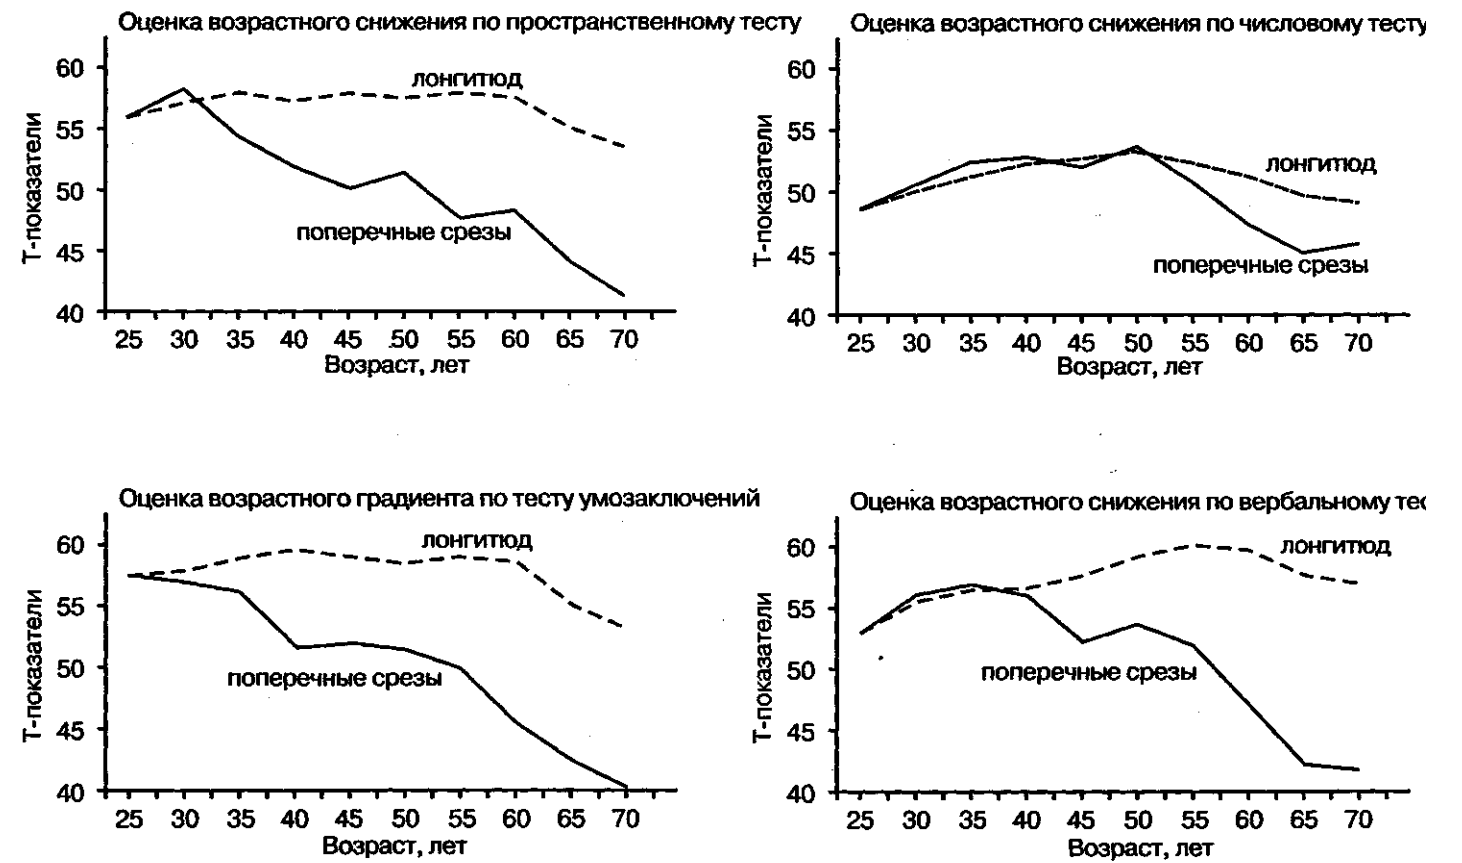 Оценка возрастного снижения по пространственному тесту
60
55
50
45
40
Т-показатели
лонгитюд
поперечные срезы
25 30 35 40 45 50 55 60 65 70
Возраст, лет
Оценка возрастного снижения по числовому тесту
60
55
50
45
40
Т-показатели
лонгитюд
поперечные срезы
25 30 35 40 45 50 55 60 65 70
Возраст, лет
Оценка возрастного градиента по тесту умозаключений
60
55
50
45
40
Т-показатели
лонгитюд
поперечные срезы
25 30 35 40 45 50 55 60 65 70
Возраст, лет
Оценка возрастного снижения по вербальному тес
60
55
50
45
40
Т-показатели
лонгитюд
поперечные срезы
25 30 35 40 45 50 55 60 65 70
Возраст, лет